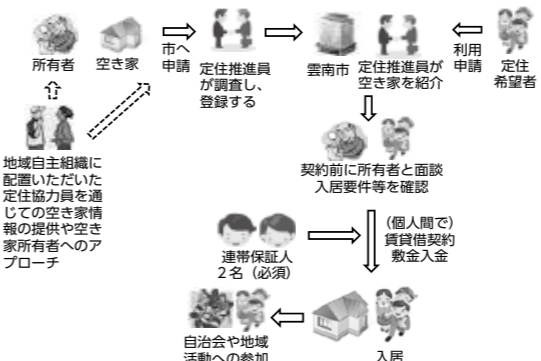 所有者
空き家
市へ
申請
定住推進員
が調査し、
登録する
雲南市
定住推進員が
空き家を紹介
利用
申請
定住
希望者
地域自主組織に
配置いただいた
定住協力員を通
じての空き家情
報の提供や空き
家所有者へのア
プローチ
契約前に所有者と面談
入居要件等を確認
連帯保証人
2名(必須)
(個人間で)
賃貸借契約
敷金入金
自治会や地域
活動への参加
入居